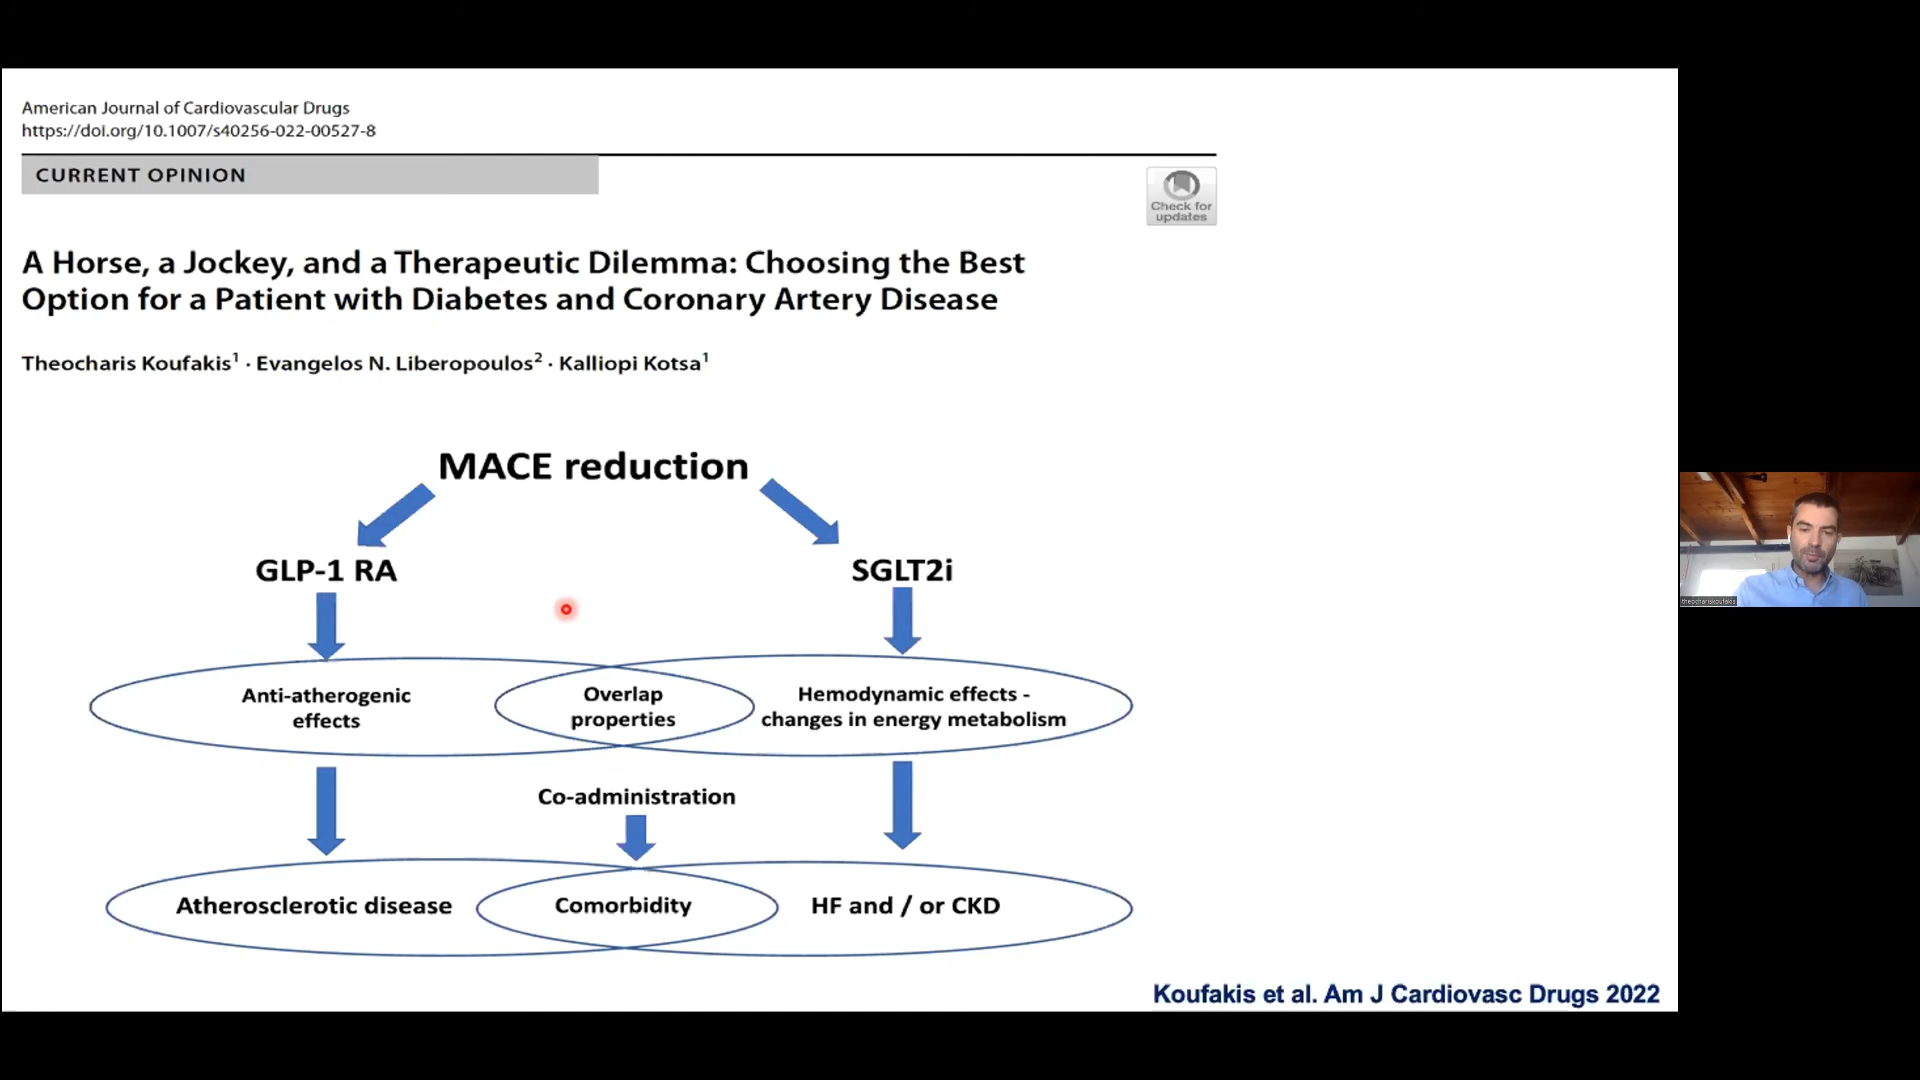 American Journal of Cardiovascular Drugs
https://doi.org/10.1007/s40256-022-00527-8
CURRENT OPINION
Check for
updates
A Horse, a Jockey, and a Therapeutic Dilemma: Choosing the Best
Option for a Patient with Diabetes and Coronary Artery Disease
Theocharis Koufakis1 · Evangelos N. Liberopoulos2 · Kalliopi Kotsa1
MACE reduction
GLP-1 RA
SGLT2i
Anti-atherogenic
effects
Overlap
properties
Hemodynamic effects -
changes in energy metabolism
Co-administration
Atherosclerotic disease
Comorbidity
HF and / or CKD
Koufakis et al. Am J Cardiovasc Drugs 2022
theochariskoufakis